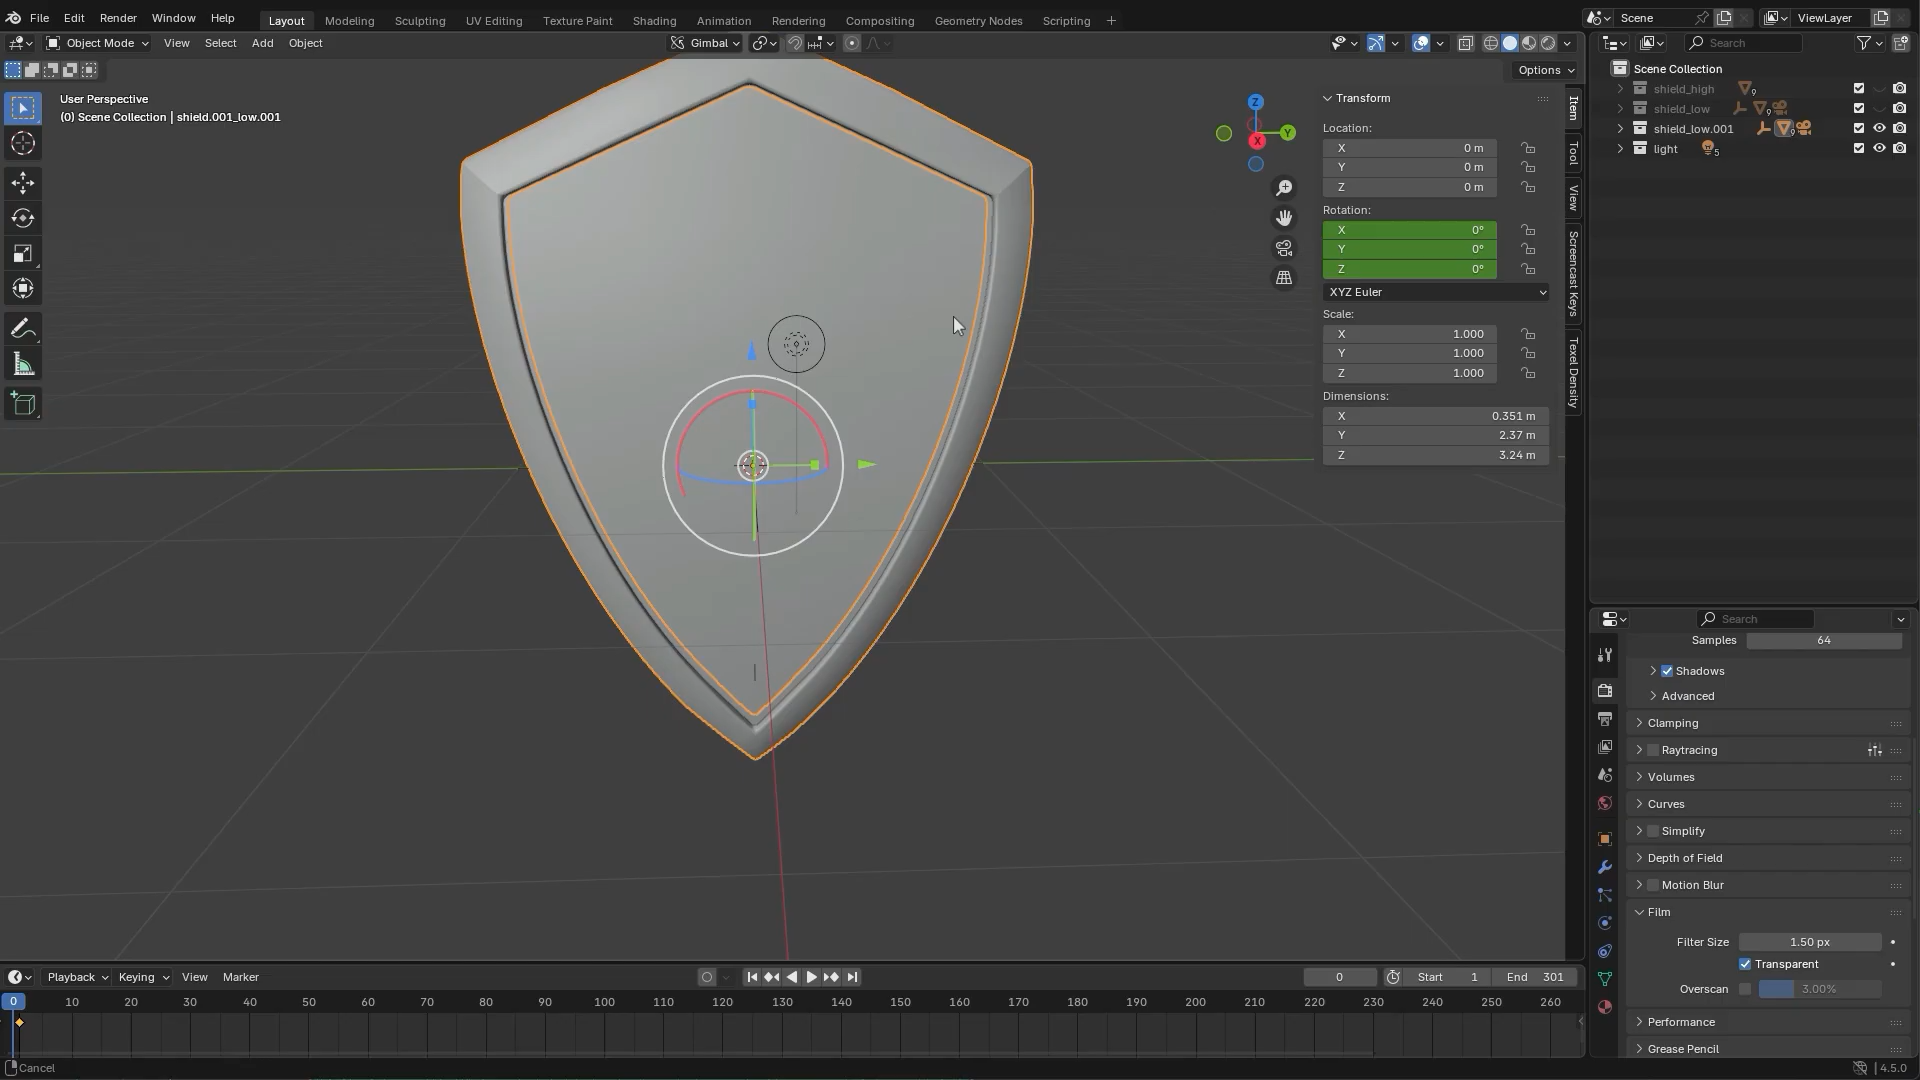 File Edit Render Window Help Layout Modeling Sculpting UV Editing Texture Paint Shading Animation Rendering Compositing Geometry Nodes Scripting + Scene ViewLayer
Object Mode View Select Add Object Gimbal Search
Options
User Perspective
(0) Scene Collection | shield.001_low.001
Transform
Location:
X 0 m
Y 0 m
Z 0 m
Rotation:
X 0°
Y 0°
Z 0°
XYZ Euler
Scale:
X 1.000
Y 1.000
Z 1.000
Dimensions:
X 0.351 m
Y 2.37 m
Z 3.24 m
Z
Y
X
Item
Tool
View
Screencast Keys
Texel Density
Scene Collection
shield_high 9
shield_low 9
shield_low.001 9
light 5
Search
Samples 64
Shadows
Advanced
Clamping
Raytracing
Volumes
Curves
Simplify
Depth of Field
Motion Blur
Film
Filter Size 1.50 px
Transparent
Overscan 3.00%
Performance
Grease Pencil
Playback Keying View Marker 0 Start 1 End 301
0 10 20 30 40 50 60 70 80 90 100 110 120 130 140 150 160 170 180 190 200 210 220 230 240 250 260
Cancel 4.5.0